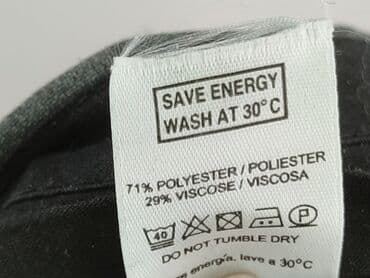 SAVE ENERGY
WASH AT 30°C
71% POLYESTER / POLIESTER
29% VISCOSE / VISCOSA
40 P
DO NOT TUMBLE DRY
energía, lave a 30°C